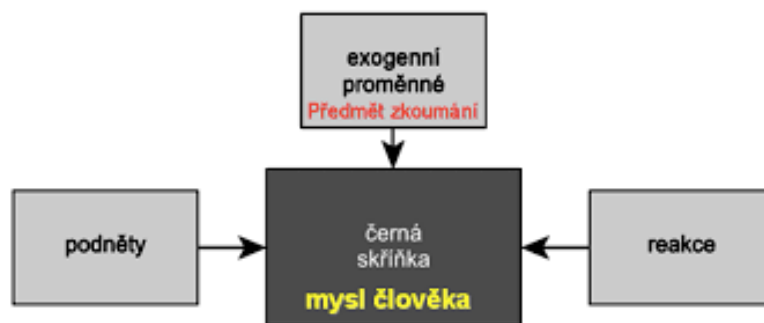 exogenní
proměnné
Předmět zkoumání
podněty
černá
skříňka
mysl člověka
reakce